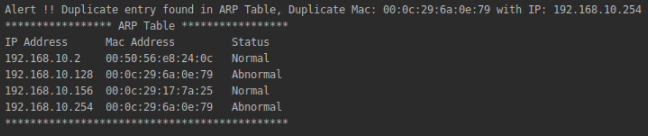 Alert !! Duplicate entry found in ARP Table, Duplicate Mac: 00:0c:29:6a:0e:79 with IP: 192.168.10.254
***************** ARP Table *****************
IP Address      Mac Address         Status
192.168.10.2    00:50:56:e8:24:0c   Normal
192.168.10.128  00:0c:29:6a:0e:79   Abnormal
192.168.10.156  00:0c:29:17:7a:25   Normal
192.168.10.254  00:0c:29:6a:0e:79   Abnormal
*********************************************